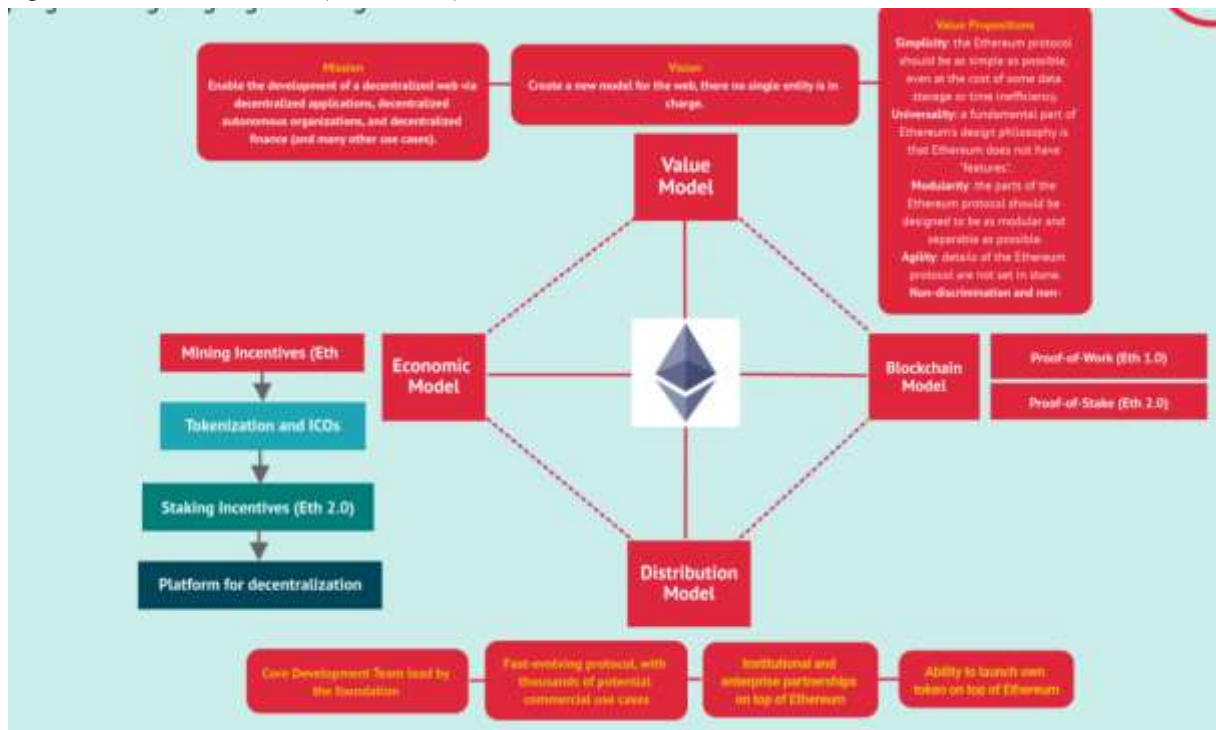 Mission
Enable the development of a decentralized web via
decentralized applications, decentralized
autonomous organizations, and decentralized
finance (and many other use cases).
Vision
Create a new model for the web, there no single entity is in
charge.
Value Propositions
Simplicity: the Ethereum protocol
should be as simple as possible,
even at the cost of some data
storage or time inefficiency.
Universality: a fundamental part of
Ethereum's design philosophy is
that Ethereum does not have
"features".
Modularity: the parts of the
Ethereum protocol should be
designed to be as modular and
separable as possible.
Agility: details of the Ethereum
protocol are not set in stone.
Non-discrimination and non-
Value
Model
Mining Incentives (Eth
Tokenization and ICOs
Staking Incentives (Eth 2.0)
Platform for decentralization
Economic
Model
Blockchain
Model
Proof-of-Work (Eth 1.0)
Proof-of-Stake (Eth 2.0)
Distribution
Model
Core Development Team lead by
the foundation
Fast-evolving protocol, with
thousands of potential
commercial use cases
Institutional and
enterprise partnerships
on top of Ethereum
Ability to launch own
token on top of Ethereum